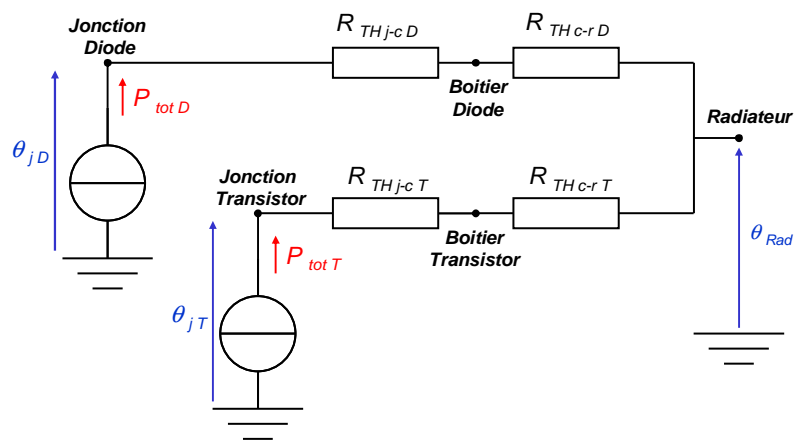 Jonction
Diode
R TH j-c D
R TH c-r D
P tot D
Boitier
Diode
Radiateur
θ j D
Jonction
Transistor
R TH j-c T
R TH c-r T
θ Rad
P tot T
Boitier
Transistor
θ j T